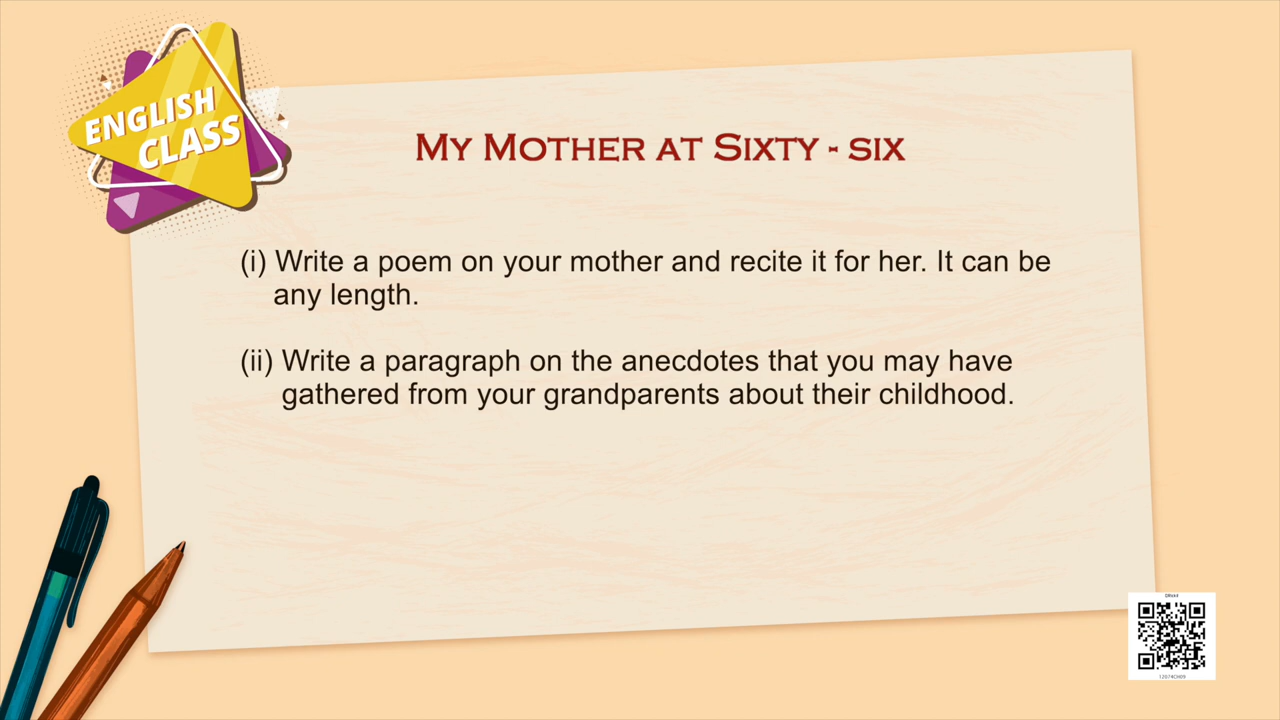 ENGLISH
CLASS
MY MOTHER AT SIXTY - SIX
(i) Write a poem on your mother and recite it for her. It can be
any length.
(ii) Write a paragraph on the anecdotes that you may have
gathered from your grandparents about their childhood.
12074CH09